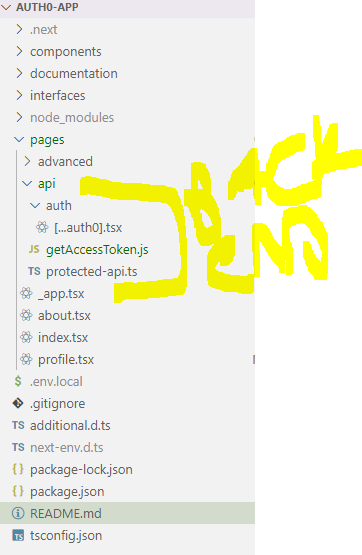 AUTH0-APP
.next
components
documentation
interfaces
node_modules
pages
advanced
api
auth
[...auth0].tsx
JS getAccessToken.js
TS protected-api.ts
_app.tsx
about.tsx
index.tsx
profile.tsx
$ .env.local
.gitignore
TS additional.d.ts
TS next-env.d.ts
{} package-lock.json
{} package.json
README.md
TS tsconfig.json
BACK
END